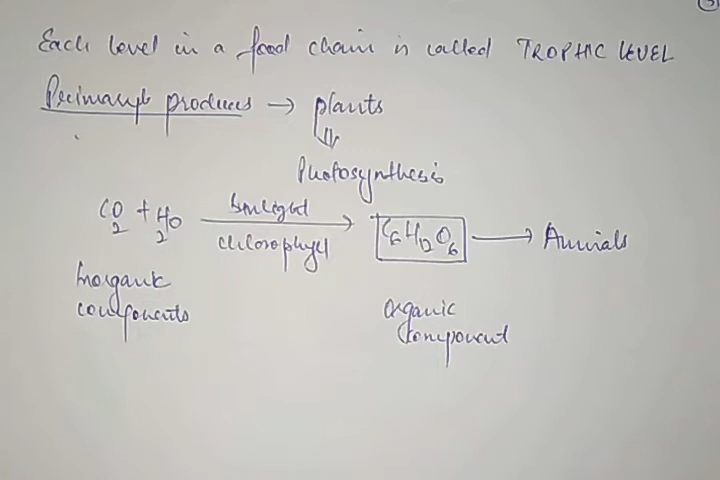 Each level in a food chain is called TROPHIC LEVEL
Primary produces → plants
⇓
Photosynthesis
CO2 + H2O sunlight chlorophyll → C6H12O6 → Animals
Inorganic components
organic component